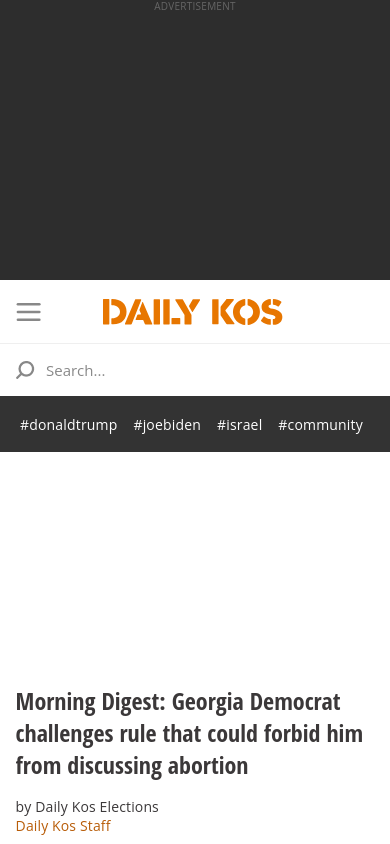 ADVERTISEMENT
DAILY KOS
Search...
#donaldtrump #joebiden #israel #community
Morning Digest: Georgia Democrat
challenges rule that could forbid him
from discussing abortion
by Daily Kos Elections
Daily Kos Staff